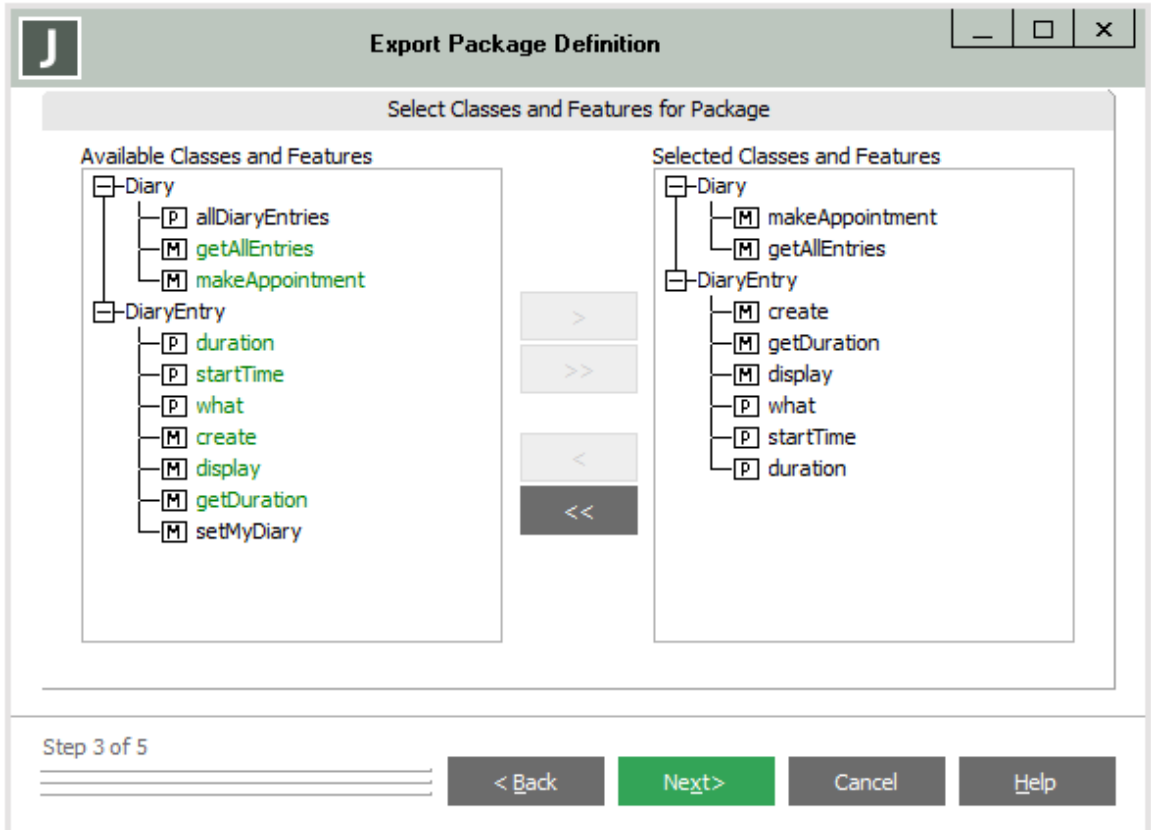 J
Export Package Definition
Select Classes and Features for Package
Available Classes and Features
Diary
P allDiaryEntries
M getAllEntries
M makeAppointment
DiaryEntry
P duration
P startTime
P what
M create
M display
M getDuration
M setMyDiary
>
>>
<
<<
Selected Classes and Features
Diary
M makeAppointment
M getAllEntries
DiaryEntry
M create
M getDuration
M display
P what
P startTime
P duration
Step 3 of 5
< Back
Next>
Cancel
Help